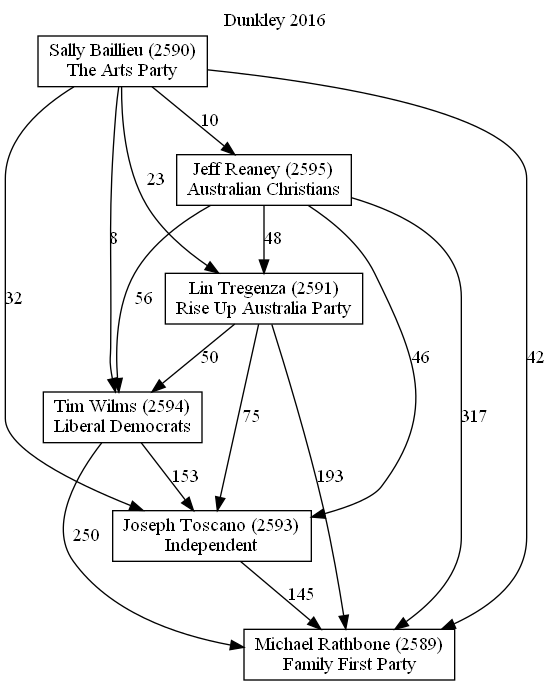 Dunkley 2016
Sally Baillieu (2590)
The Arts Party
10
Jeff Reaney (2595)
Australian Christians
23
8
48
Lin Tregenza (2591)
Rise Up Australia Party
32
56
50
46
42
Tim Wilms (2594)
Liberal Democrats
75
317
153
193
Joseph Toscano (2593)
Independent
250
145
Michael Rathbone (2589)
Family First Party